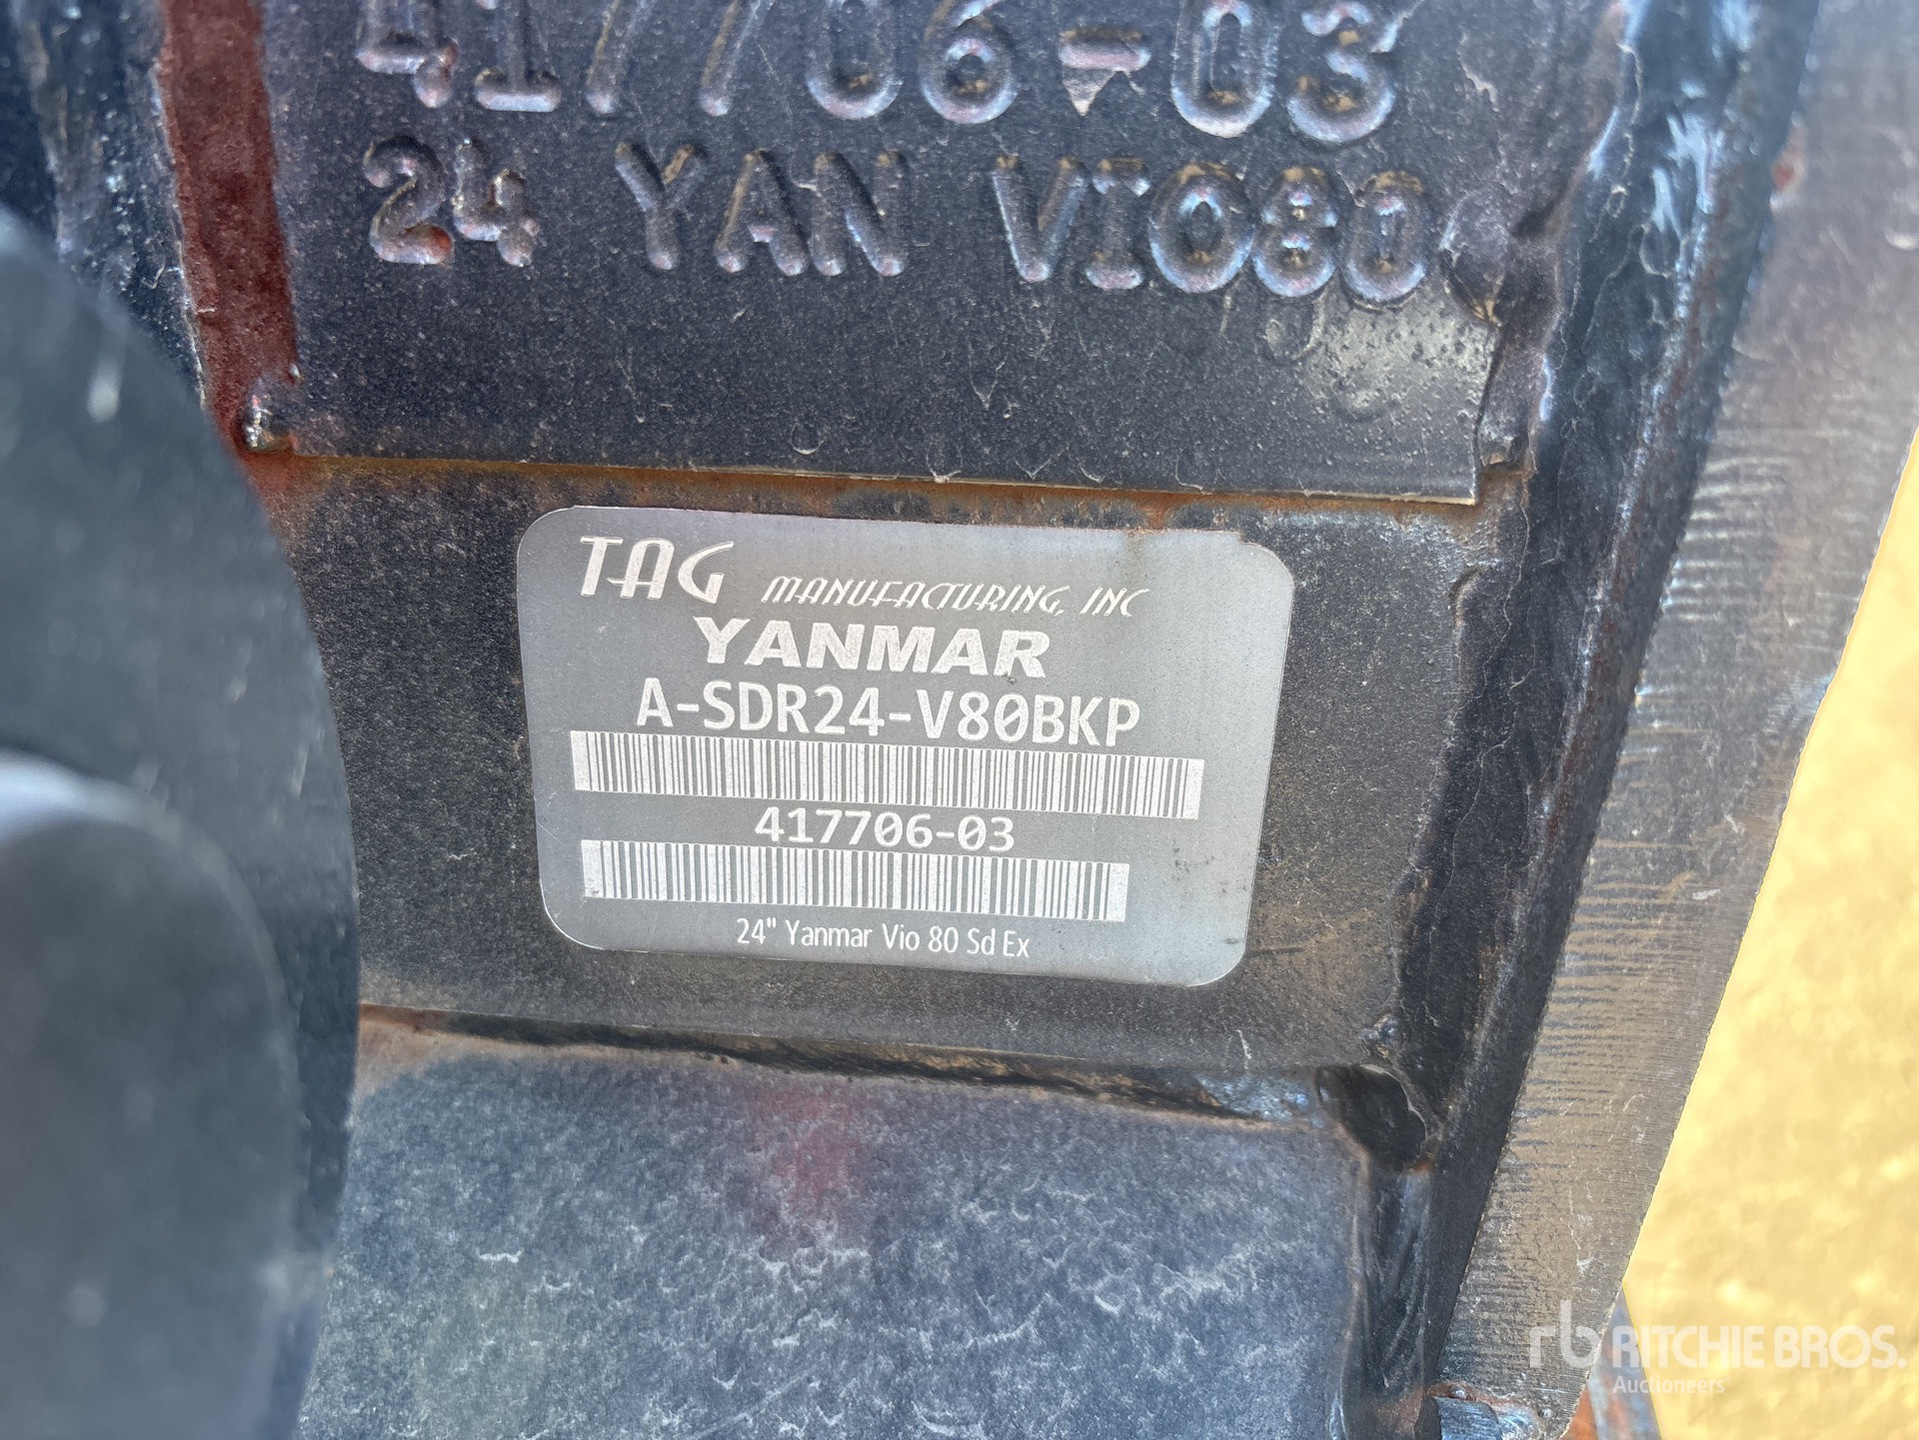 417706-03
24 YAN VIO80
TAG MANUFACTURING, INC
YANMAR
A-SDR24-V80BKP
417706-03
24" Yanmar Vio 80 Sd Ex
rb RITCHIE BROS.
Auctioneers